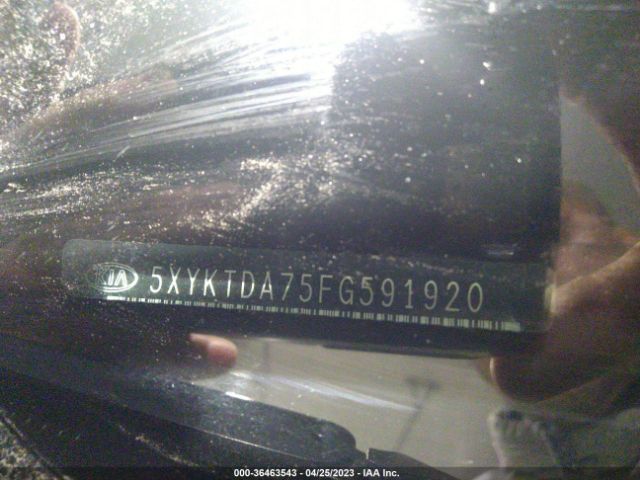 KIA 5XYKTDA75FG591920
000-36463543 - 04/25/2023 - IAA Inc.